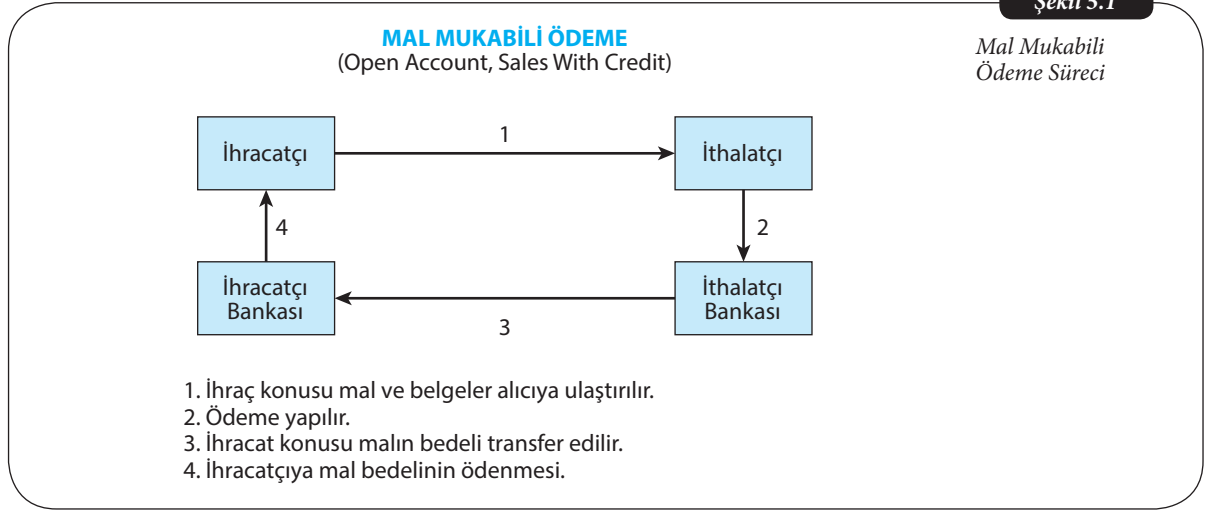 Şekil 5.1
Mal Mukabili
Ödeme Süreci
MAL MUKABİLİ ÖDEME
(Open Account, Sales With Credit)
İhracatçı
1
İthalatçı
4
2
İhracatçı
Bankası
3
İthalatçı
Bankası
1. İhraç konusu mal ve belgeler alıcıya ulaştırılır.
2. Ödeme yapılır.
3. İhracat konusu malın bedeli transfer edilir.
4. İhracatçıya mal bedelinin ödenmesi.